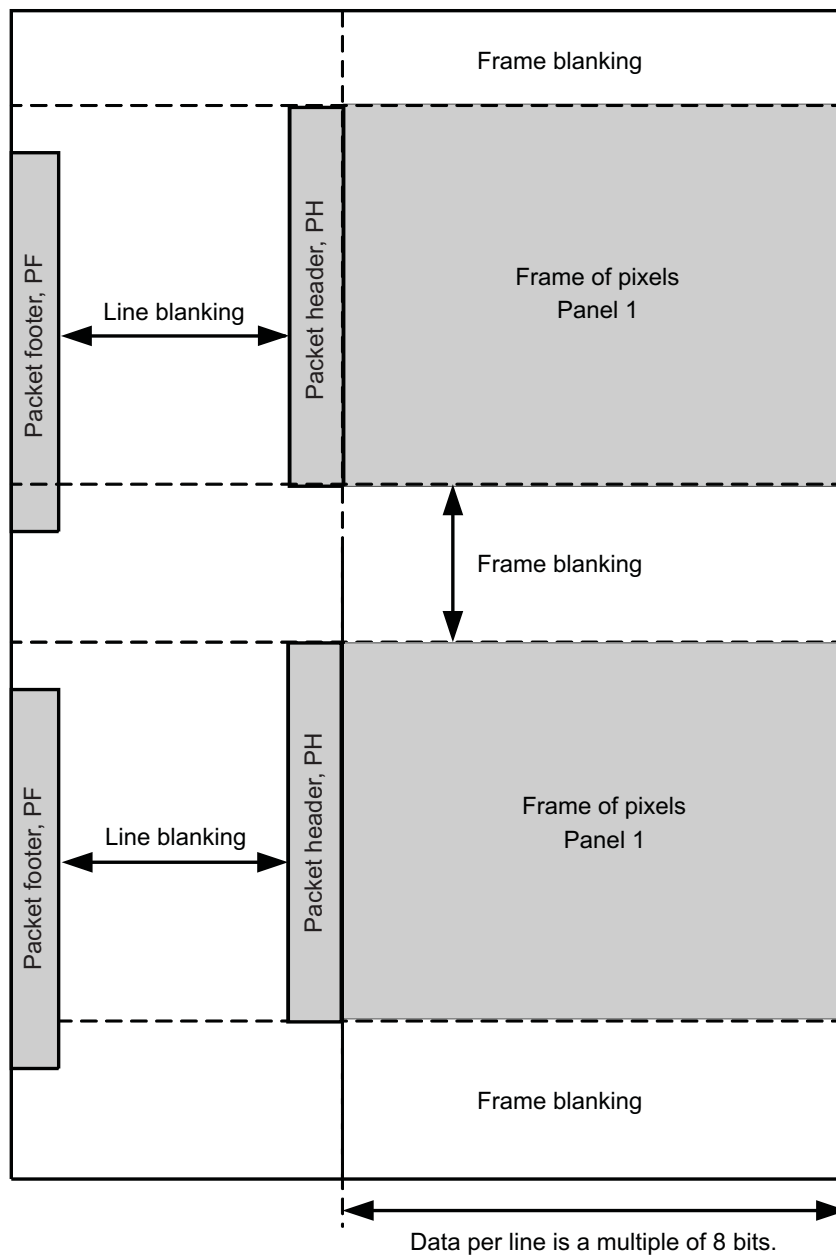 Frame blanking
Packet footer, PF
Line blanking
Packet header, PH
Frame of pixels
Panel 1
Frame blanking
Packet footer, PF
Line blanking
Packet header, PH
Frame of pixels
Panel 1
Frame blanking
Data per line is a multiple of 8 bits.